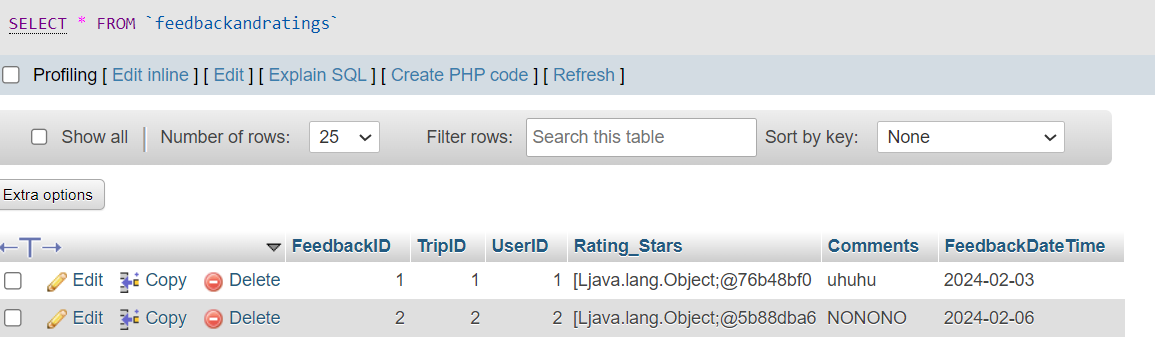 SELECT * FROM `feedbackandratings`
Profiling [ Edit inline ] [ Edit ] [ Explain SQL ] [ Create PHP code ] [ Refresh ]
Show all Number of rows: 25 Filter rows: Search this table Sort by key: None
Extra options
←T→ FeedbackID TripID UserID Rating_Stars Comments FeedbackDateTime
Edit Copy Delete 1 1 1 [Ljava.lang.Object;@76b48bf0 uhuhu 2024-02-03
Edit Copy Delete 2 2 2 [Ljava.lang.Object;@5b88dba6 NONONO 2024-02-06